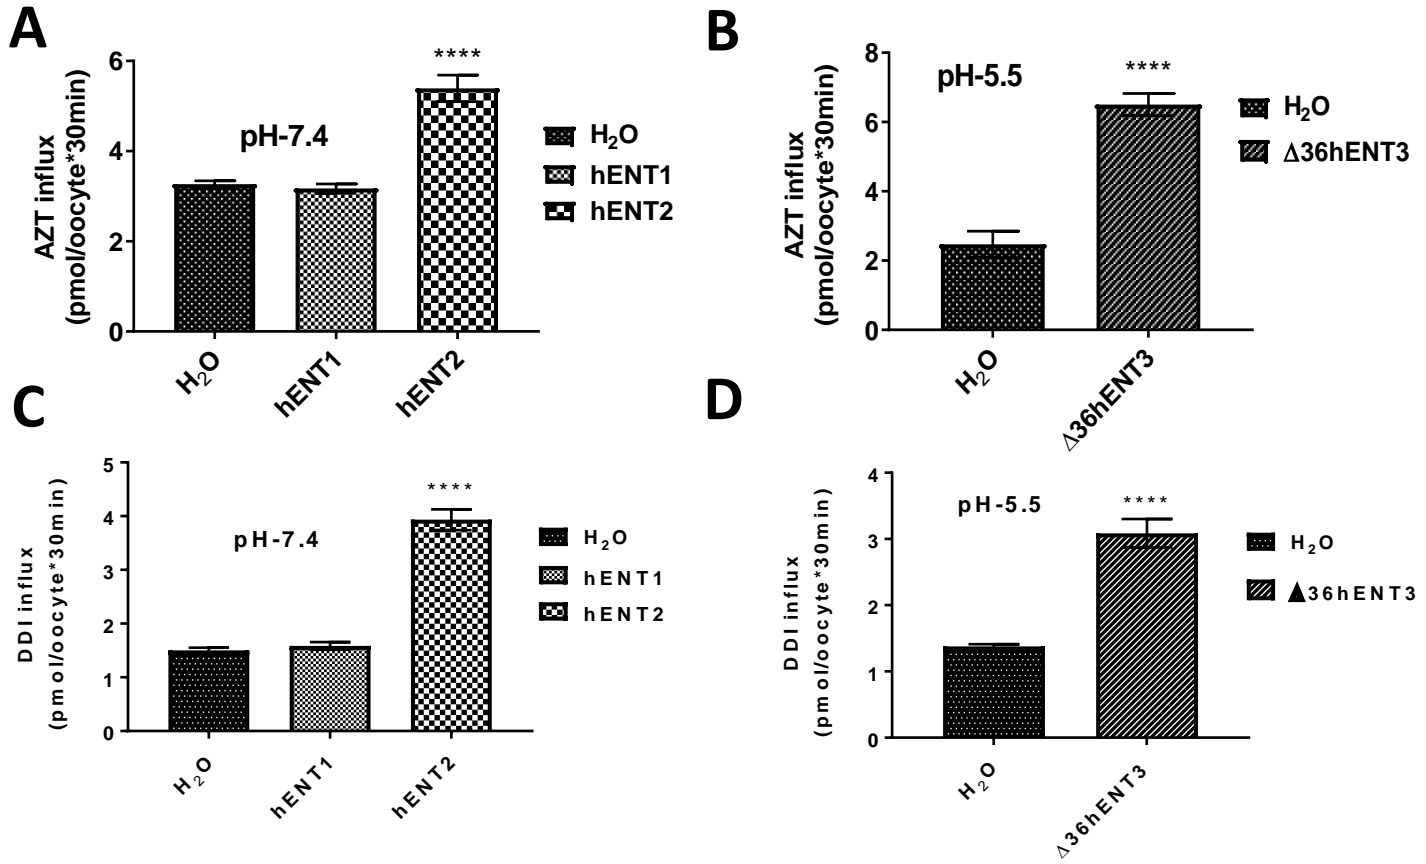 A
AZT influx
(pmol/oocyte*30min)
6
4
2
0
pH-7.4
****
H₂O
hENT1
hENT2
H₂O
hENT1
hENT2
B
AZT influx
(pmol/oocyte*30min)
8
6
4
2
0
pH-5.5
****
H₂O
Δ36hENT3
H₂O
Δ36hENT3
C
DDI influx
(pmol/oocyte*30min)
5
4
3
2
1
0
pH-7.4
****
H₂O
hENT1
hENT2
H₂O
hENT1
hENT2
D
DDI influx
(pmol/oocyte*30min)
4
3
2
1
0
pH-5.5
****
H₂O
Δ36hENT3
H₂O
▲36hENT3